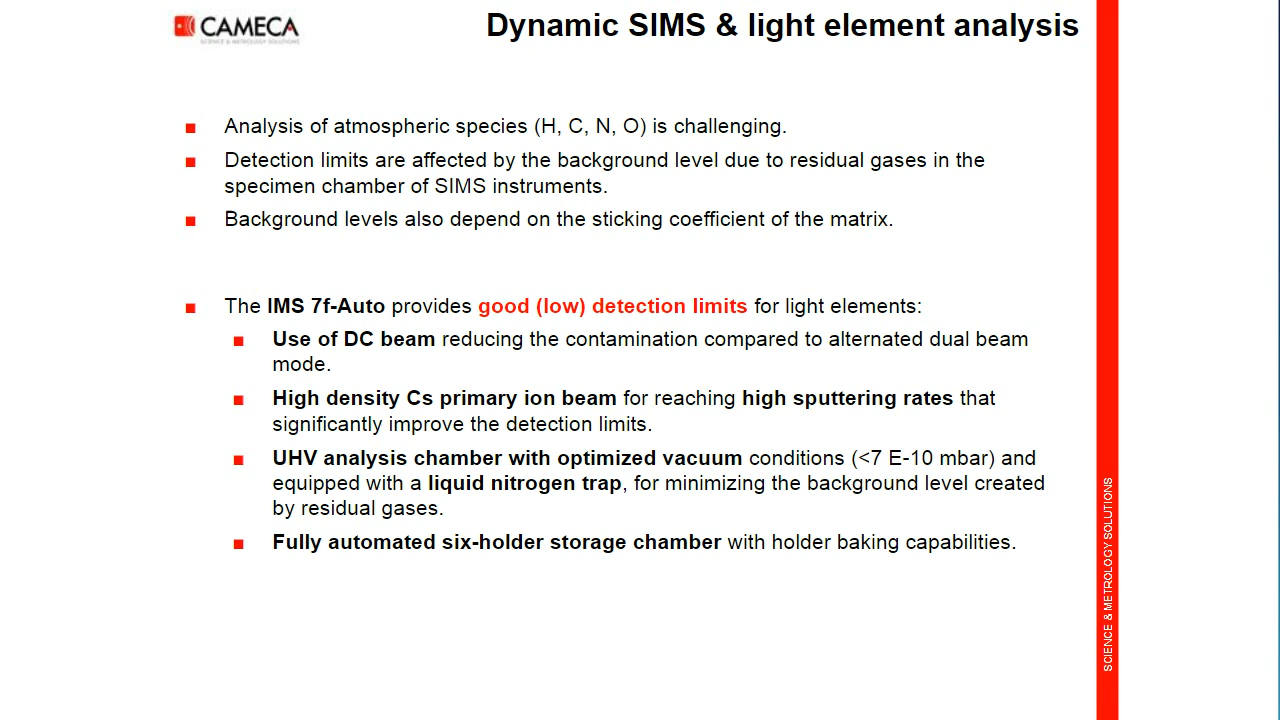 CAMECA
SCIENCE & METROLOGY SOLUTIONS
Dynamic SIMS & light element analysis
■ Analysis of atmospheric species (H, C, N, O) is challenging.
■ Detection limits are affected by the background level due to residual gases in the
specimen chamber of SIMS instruments.
■ Background levels also depend on the sticking coefficient of the matrix.
■ The IMS 7f-Auto provides good (low) detection limits for light elements:
■ Use of DC beam reducing the contamination compared to alternated dual beam
mode.
■ High density Cs primary ion beam for reaching high sputtering rates that
significantly improve the detection limits.
■ UHV analysis chamber with optimized vacuum conditions (<7 E-10 mbar) and
equipped with a liquid nitrogen trap, for minimizing the background level created
by residual gases.
■ Fully automated six-holder storage chamber with holder baking capabilities.
SCIENCE & METROLOGY SOLUTIONS